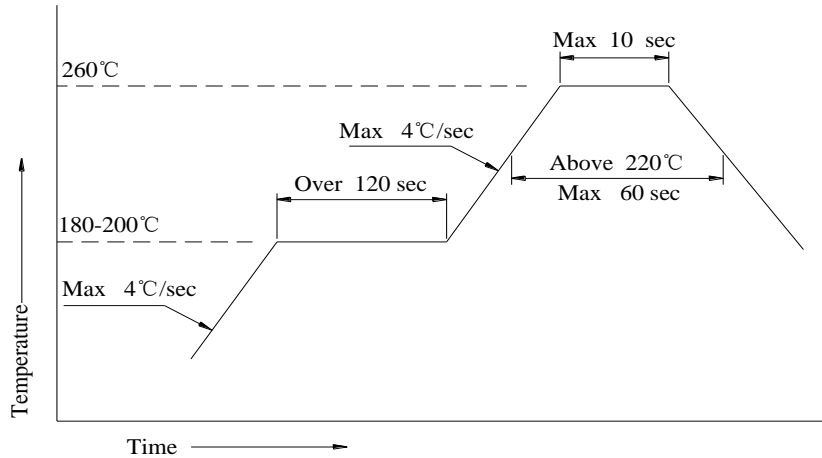 Max 10 sec
260℃
Max 4℃/sec
Above 220℃
Max 60 sec
Over 120 sec
180-200℃
Max 4℃/sec
Temperature
Time